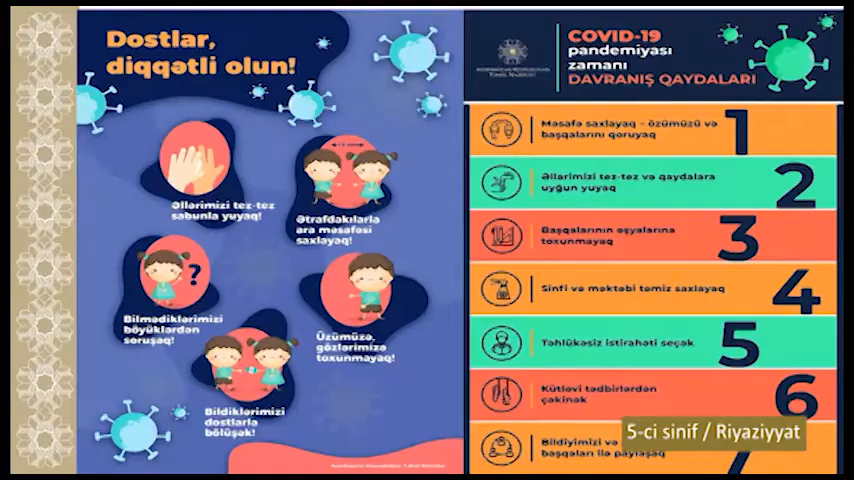 Dostlar,
diqqətli olun!
Əllərimizi tez-tez
sabunla yuyaq!
Ətrafdakılarla
ara məsafəsi
saxlayaq!
Bilmədiklərimizi
böyüklərdən
soruşaq!
Üzümüzə,
gözlərimizə
toxunmayaq!
Bildiklərimizi
dostlarla
bölüşək!
?
COVID-19
pandemiyası
zamanı
DAVRANIŞ QAYDALARI
Məsafə saxlayaq – özümüzü və
başqalarını qoruyaq
1
Əllərimizi tez-tez və qaydalara
uyğun yuyaq
2
Başqalarının əşyalarına
toxunmayaq
3
Sinfi və məktəbi təmiz saxlayaq
4
Təhlükəsiz istirahəti seçək
5
Kütləvi tədbirlərdən
çəkinək
6
Bildiyimizi və
başqaları ilə paylaşaq
7
5-ci sinif / Riyaziyyat